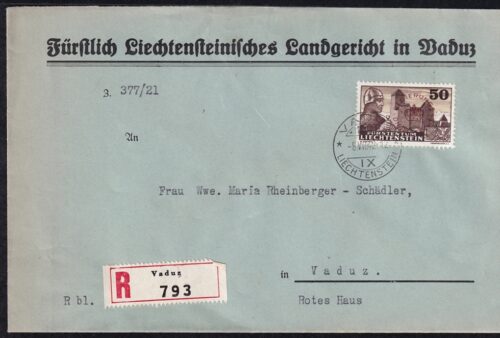 Fürstlich Liechtensteinisches Landgericht in Vaduz
3. 377/21
50
FÜRSTENTUM
LIECHTENSTEIN
LIECHTENSTEIN
IX
An
Frau Wwe. Maria Rheinberger - Schädler,
Vaduz
R 793
in Vaduz.
R bl.
Rotes Haus